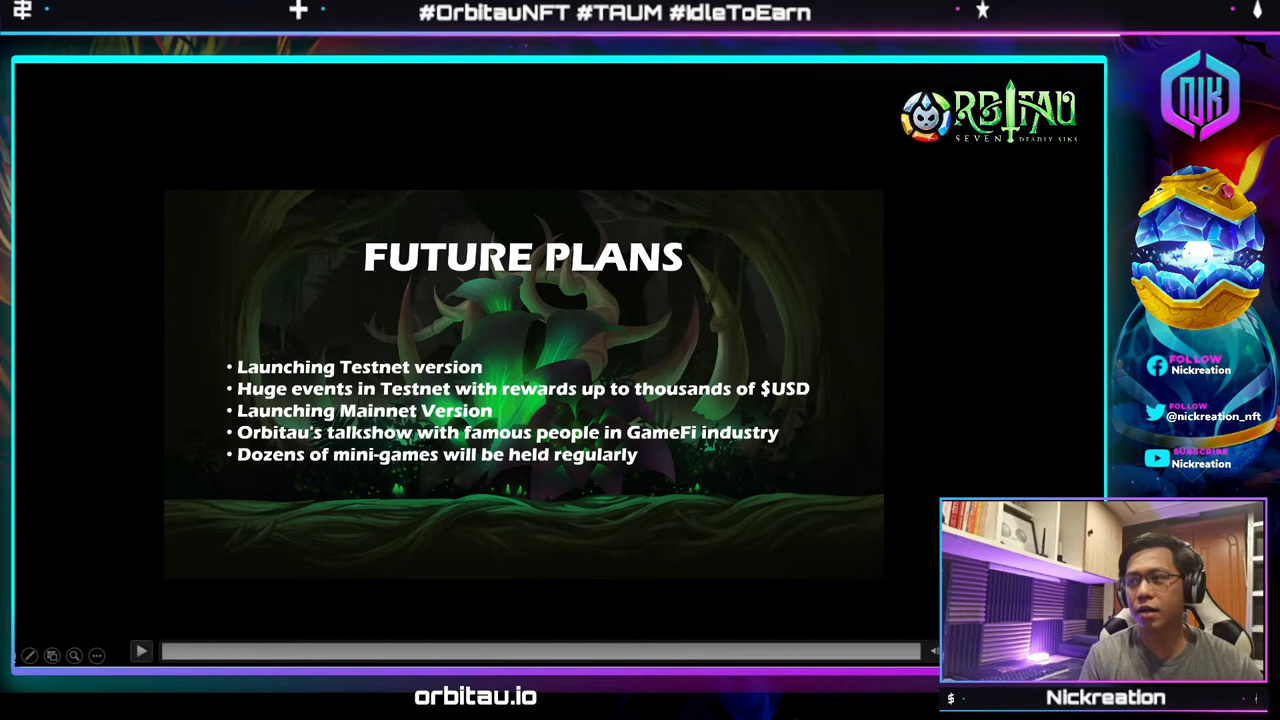 #OrbitauNFT #TAUM #IdleToEarn
ORBITAU
SEVEN DEADLY SINS
NIK
FUTURE PLANS
• Launching Testnet version
• Huge events in Testnet with rewards up to thousands of $USD
• Launching Mainnet Version
• Orbitau's talkshow with famous people in GameFi industry
• Dozens of mini-games will be held regularly
FOLLOW
Nickreation
FOLLOW
@nickreation_nft
SUBSCRIBE
Nickreation
orbitau.io
Nickreation